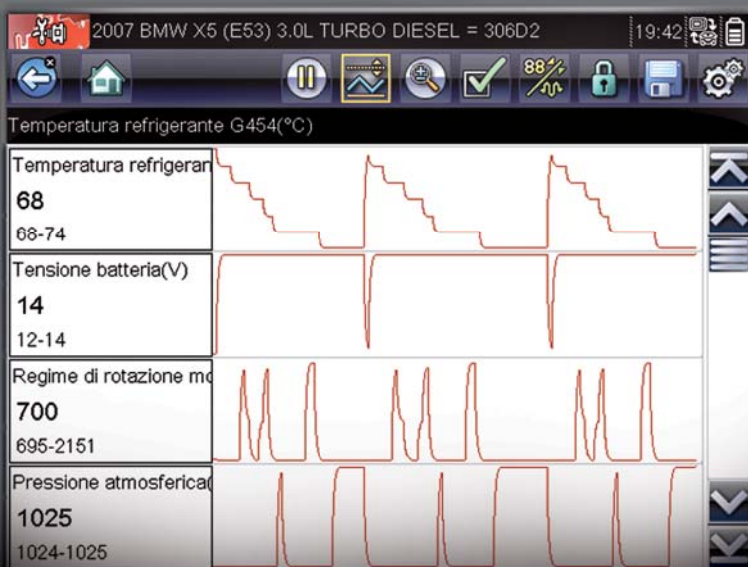 2007 BMW X5 (E53) 3.0L TURBO DIESEL = 306D2 19:42
88
Temperatura refrigerante G454(°C)
Temperatura refrigeran
68
68-74
Tensione batteria(V)
14
12-14
Regime di rotazione mo
700
695-2151
Pressione atmosferica(
1025
1024-1025